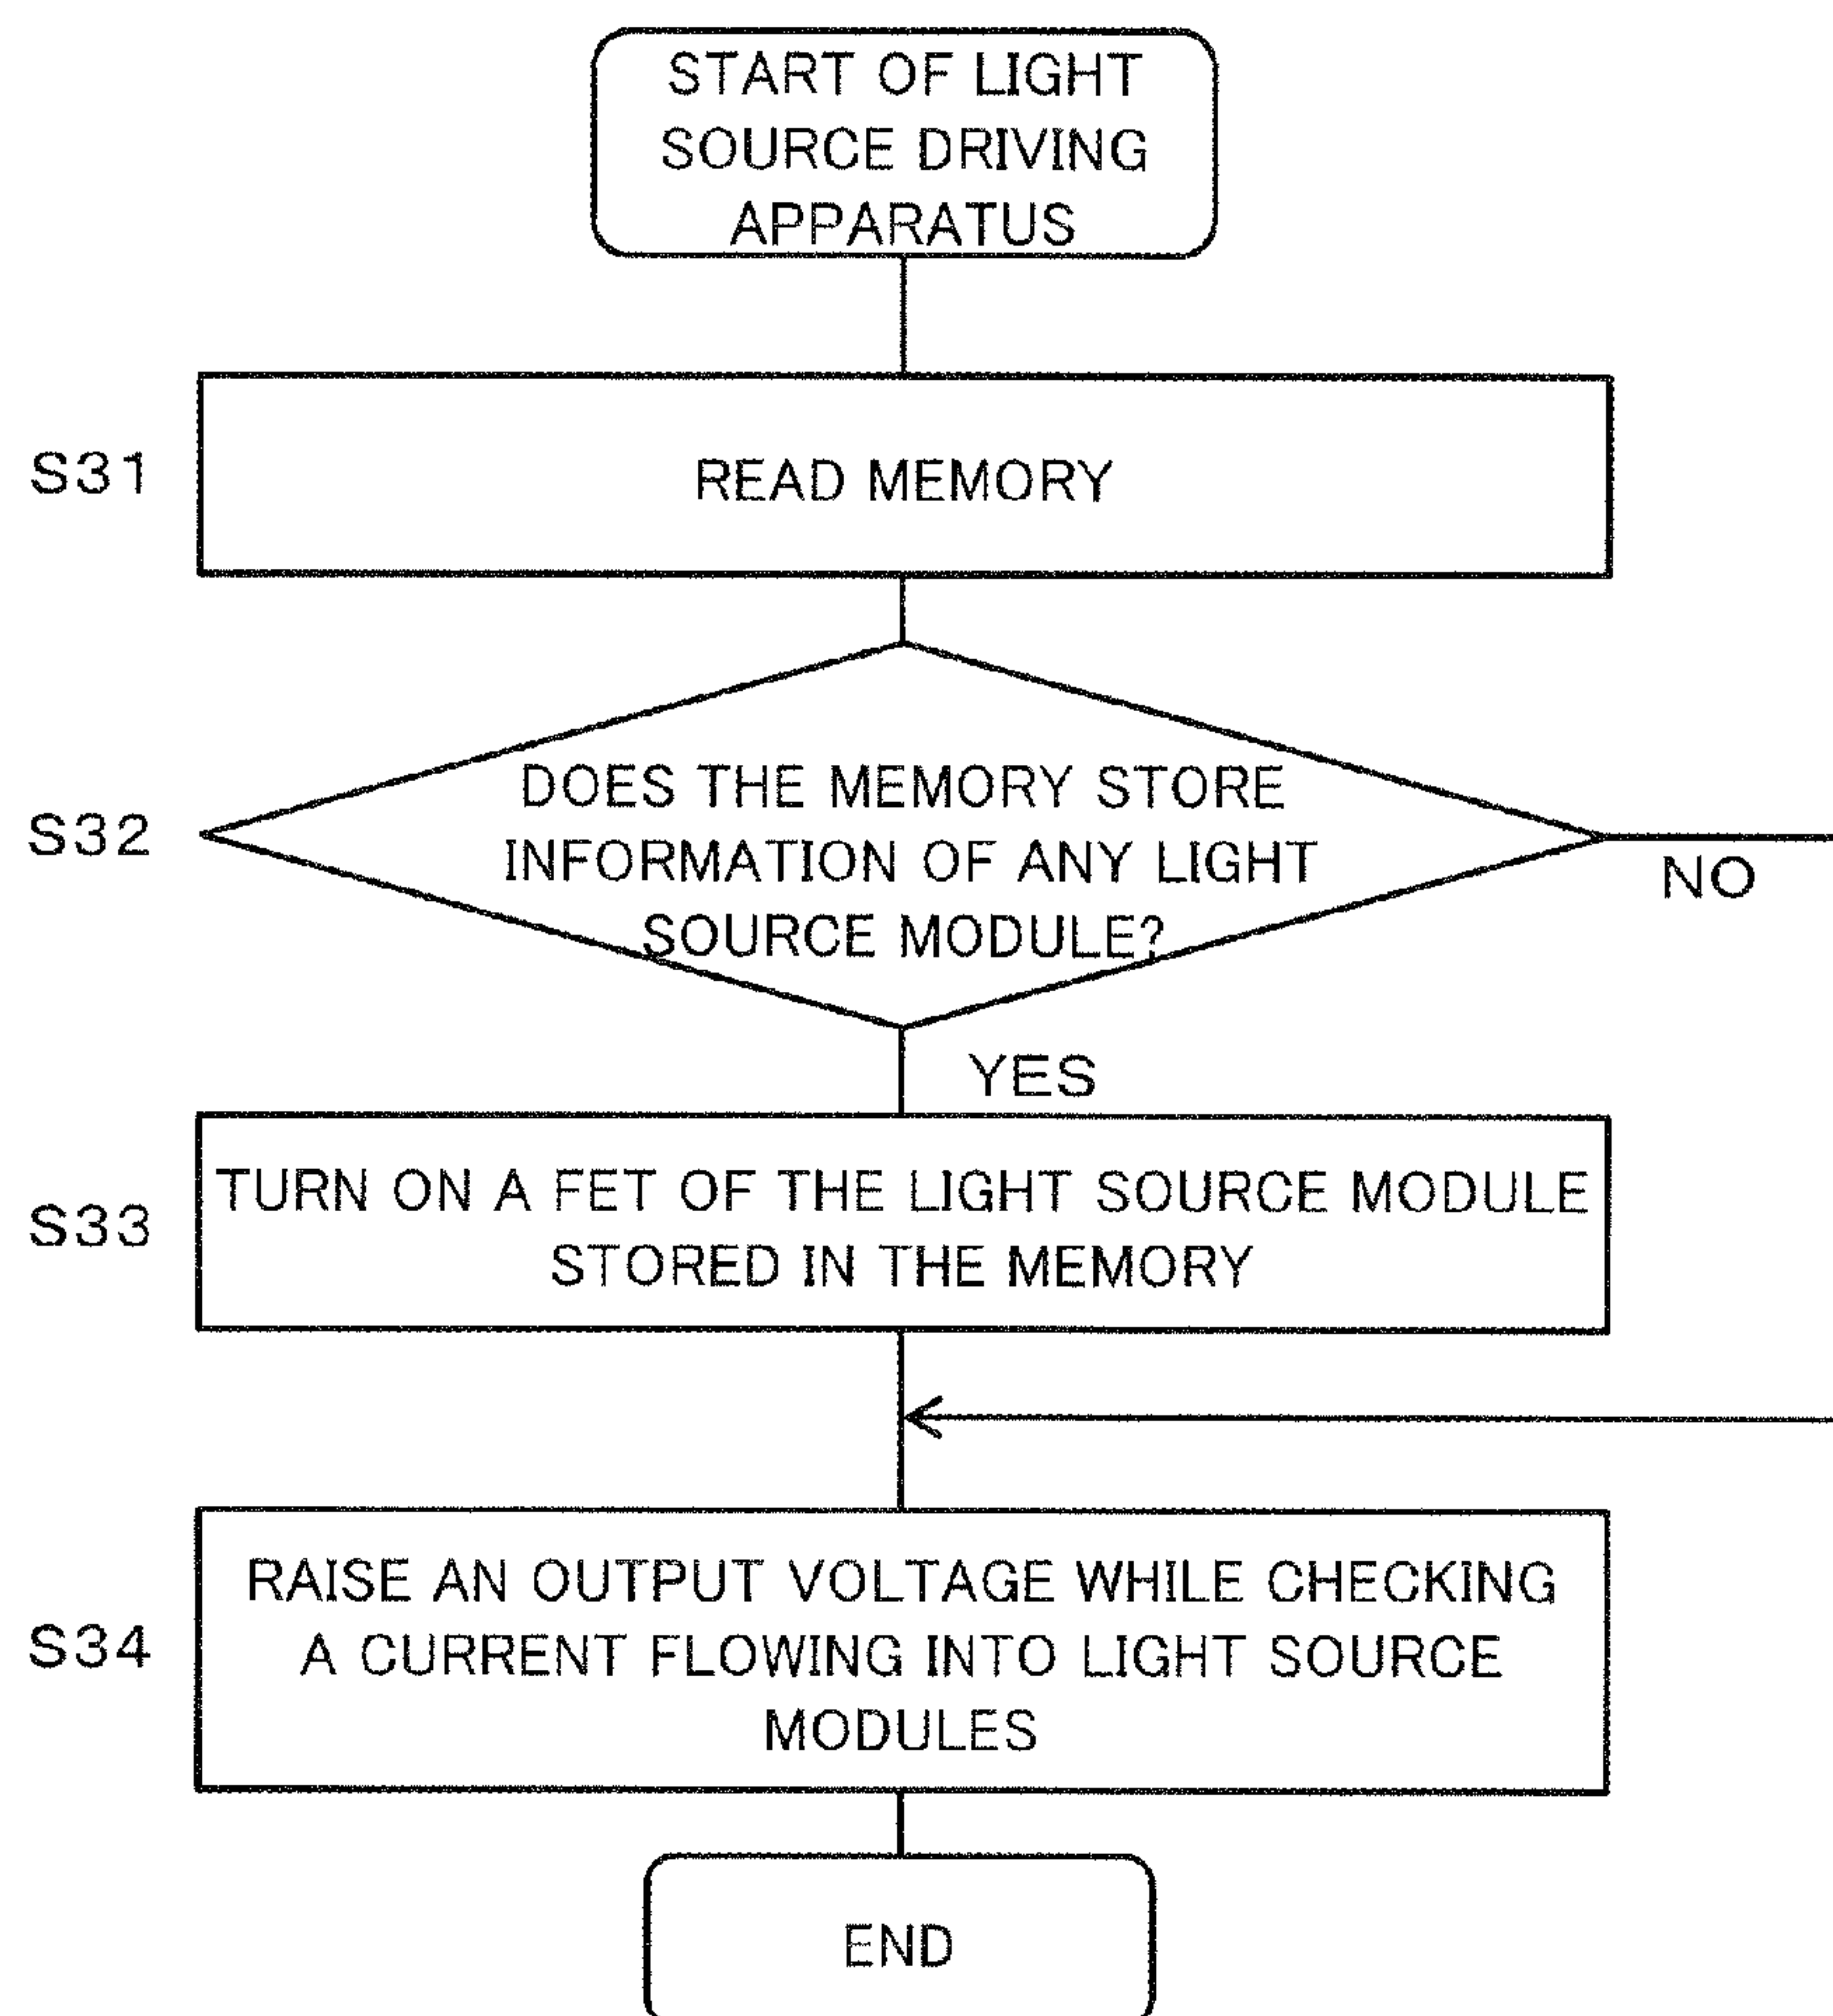 START OF LIGHT
SOURCE DRIVING
APPARATUS
S31
READ MEMORY
S32
DOES THE MEMORY STORE
INFORMATION OF ANY LIGHT
SOURCE MODULE?
NO
YES
S33
TURN ON A FET OF THE LIGHT SOURCE MODULE
STORED IN THE MEMORY
S34
RAISE AN OUTPUT VOLTAGE WHILE CHECKING
A CURRENT FLOWING INTO LIGHT SOURCE
MODULES
END